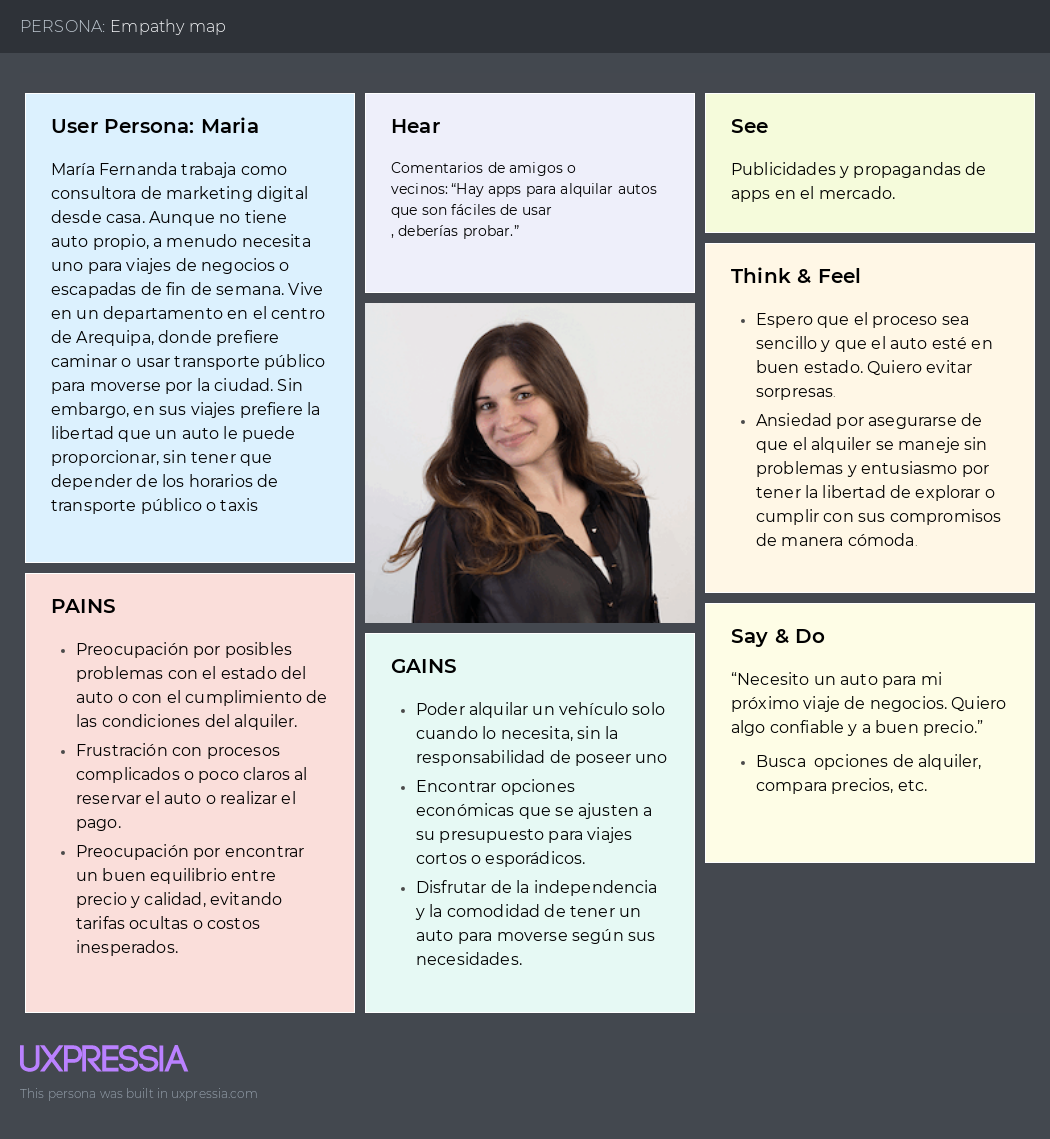 PERSONA: Empathy map
User Persona: Maria
María Fernanda trabaja como
consultora de marketing digital
desde casa. Aunque no tiene
auto propio, a menudo necesita
uno para viajes de negocios o
escapadas de fin de semana. Vive
en un departamento en el centro
de Arequipa, donde prefiere
caminar o usar transporte público
para moverse por la ciudad. Sin
embargo, en sus viajes prefiere la
libertad que un auto le puede
proporcionar, sin tener que
depender de los horarios de
transporte público o taxis
PAINS
• Preocupación por posibles
problemas con el estado del
auto o con el cumplimiento de
las condiciones del alquiler.
• Frustración con procesos
complicados o poco claros al
reservar el auto o realizar el
pago.
• Preocupación por encontrar
un buen equilibrio entre
precio y calidad, evitando
tarifas ocultas o costos
inesperados.
Hear
Comentarios de amigos o
vecinos: “Hay apps para alquilar autos
que son fáciles de usar
, deberías probar.”
GAINS
• Poder alquilar un vehículo solo
cuando lo necesita, sin la
responsabilidad de poseer uno
• Encontrar opciones
económicas que se ajusten a
su presupuesto para viajes
cortos o esporádicos.
• Disfrutar de la independencia
y la comodidad de tener un
auto para moverse según sus
necesidades.
See
Publicidades y propagandas de
apps en el mercado.
Think & Feel
• Espero que el proceso sea
sencillo y que el auto esté en
buen estado. Quiero evitar
sorpresas.
• Ansiedad por asegurarse de
que el alquiler se maneje sin
problemas y entusiasmo por
tener la libertad de explorar o
cumplir con sus compromisos
de manera cómoda.
Say & Do
“Necesito un auto para mi
próximo viaje de negocios. Quiero
algo confiable y a buen precio.”
• Busca opciones de alquiler,
compara precios, etc.
UXPRESSIA
This persona was built in uxpressia.com